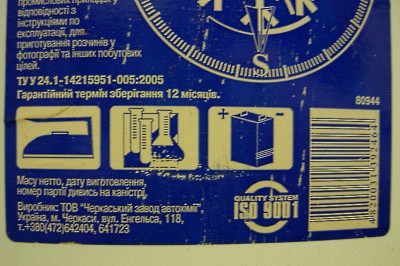 промислових приладів у
відповідності з
інструкціями по
експлуатації, для
приготування розчинів у
фотографії та інших побутових
цілей.
S
ТУ У 24.1-14215951-005:2005
Гарантійний термін зберігання 12 місяців.
80944
+ -
Масу нетто, дату виготовлення,
номер партії дивись на каністрі.
QUALITY SYSTEM
ISO 9001
Виробник: ТОВ "Черкаський завод автохімії"
Україна, м. Черкаси, вул. Енгельса, 118,
т.+380(472)642404, 641723